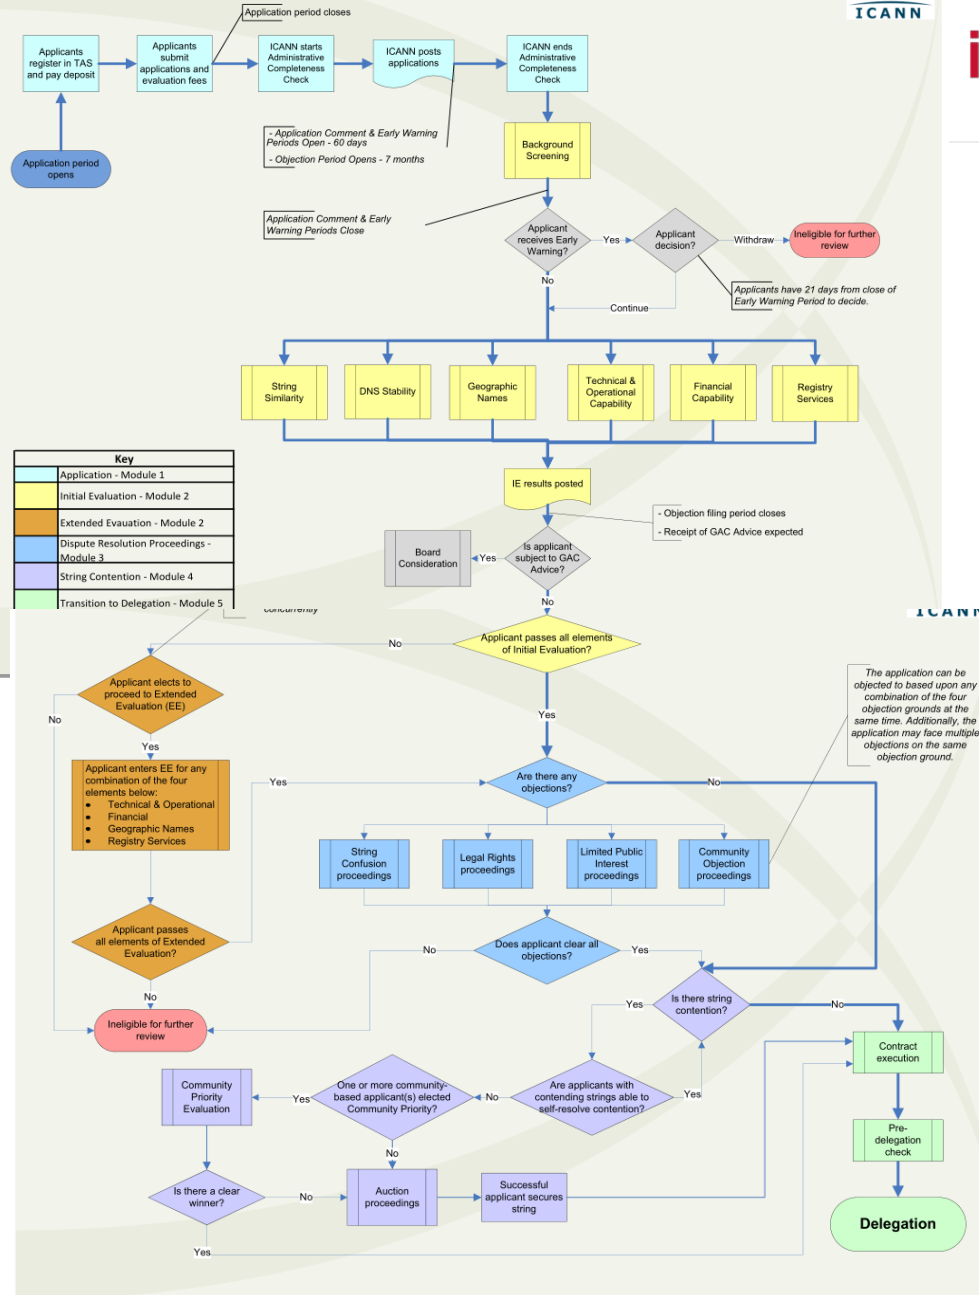 Application period closes
ICANN
Applicants
register in TAS
and pay deposit
Applicants
submit
applications and
evaluation fees
ICANN starts
Administrative
Completeness
Check
ICANN posts
applications
ICANN ends
Administrative
Completeness
Check
- Application Comment & Early Warning
Periods Open - 60 days
- Objection Period Opens - 7 months
Background
Screening
Application period
opens
Application Comment & Early
Warning Periods Close
Applicant
receives Early
Warning?
Yes
Applicant
decision?
Withdraw
Ineligible for further
review
No
Applicants have 21 days from close of
Early Warning Period to decide.
Continue
String
Similarity
DNS Stability
Geographic
Names
Technical &
Operational
Capability
Financial
Capability
Registry
Services
Key
Application - Module 1
Initial Evaluation - Module 2
Extended Evauation - Module 2
Dispute Resolution Proceedings -
Module 3
String Contention - Module 4
Transition to Delegation - Module 5
IE results posted
- Objection filing period closes
- Receipt of GAC Advice expected
Board
Consideration
Yes
Is applicant
subject to GAC
Advice?
No
concurrently
ICANN
No
Applicant passes all elements
of Initial Evaluation?
Applicant elects to
proceed to Extended
Evaluation (EE)
No
Yes
Yes
The application can be
objected to based upon any
combination of the four
objection grounds at the
same time. Additionally, the
application may face multiple
objections on the same
objection ground.
Applicant enters EE for any
combination of the four
elements below:
• Technical & Operational
• Financial
• Geographic Names
• Registry Services
Yes
Are there any
objections?
No
String
Confusion
proceedings
Legal Rights
proceedings
Limited Public
Interest
proceedings
Community
Objection
proceedings
Applicant passes
all elements of Extended
Evaluation?
No
No
Does applicant clear all
objections?
Yes
Ineligible for further
review
Yes
Is there string
contention?
No
Contract
execution
Community
Priority
Evaluation
Yes
One or more community-
based applicant(s) elected
Community Priority?
No
Are applicants with
contending strings able to
self-resolve contention?
Yes
Pre-
delegation
check
No
Is there a clear
winner?
No
Auction
proceedings
Successful
applicant secures
string
Delegation
Yes